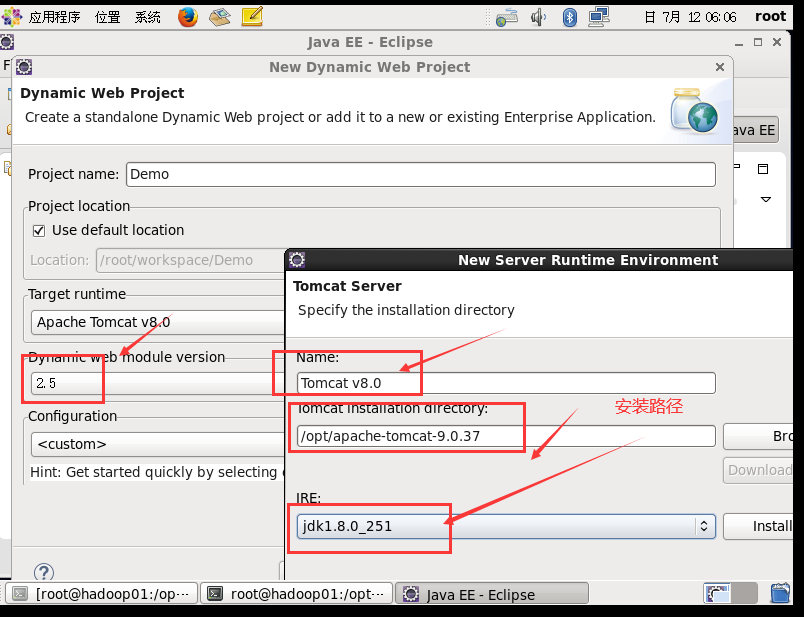 应用程序 位置 系统 日 7月 12 06:06 root
Java EE - Eclipse
F
New Dynamic Web Project
Dynamic Web Project
Create a standalone Dynamic Web project or add it to a new or existing Enterprise Application.
ava EE
Project name: Demo
Project location
Use default location
Location: /root/workspace/Demo
New Server Runtime Environment
Tomcat Server
Specify the installation directory
Target runtime
Apache Tomcat v8.0
Dynamic web module version
2.5
Name:
Tomcat v8.0
Tomcat installation directory:
安装路径
/opt/apache-tomcat-9.0.37
Bro
Download
Configuration
<custom>
Hint: Get started quickly by selecting
JRE:
jdk1.8.0_251
Install
[root@hadoop01:/op···
root@hadoop01:/opt···
Java EE - Eclipse